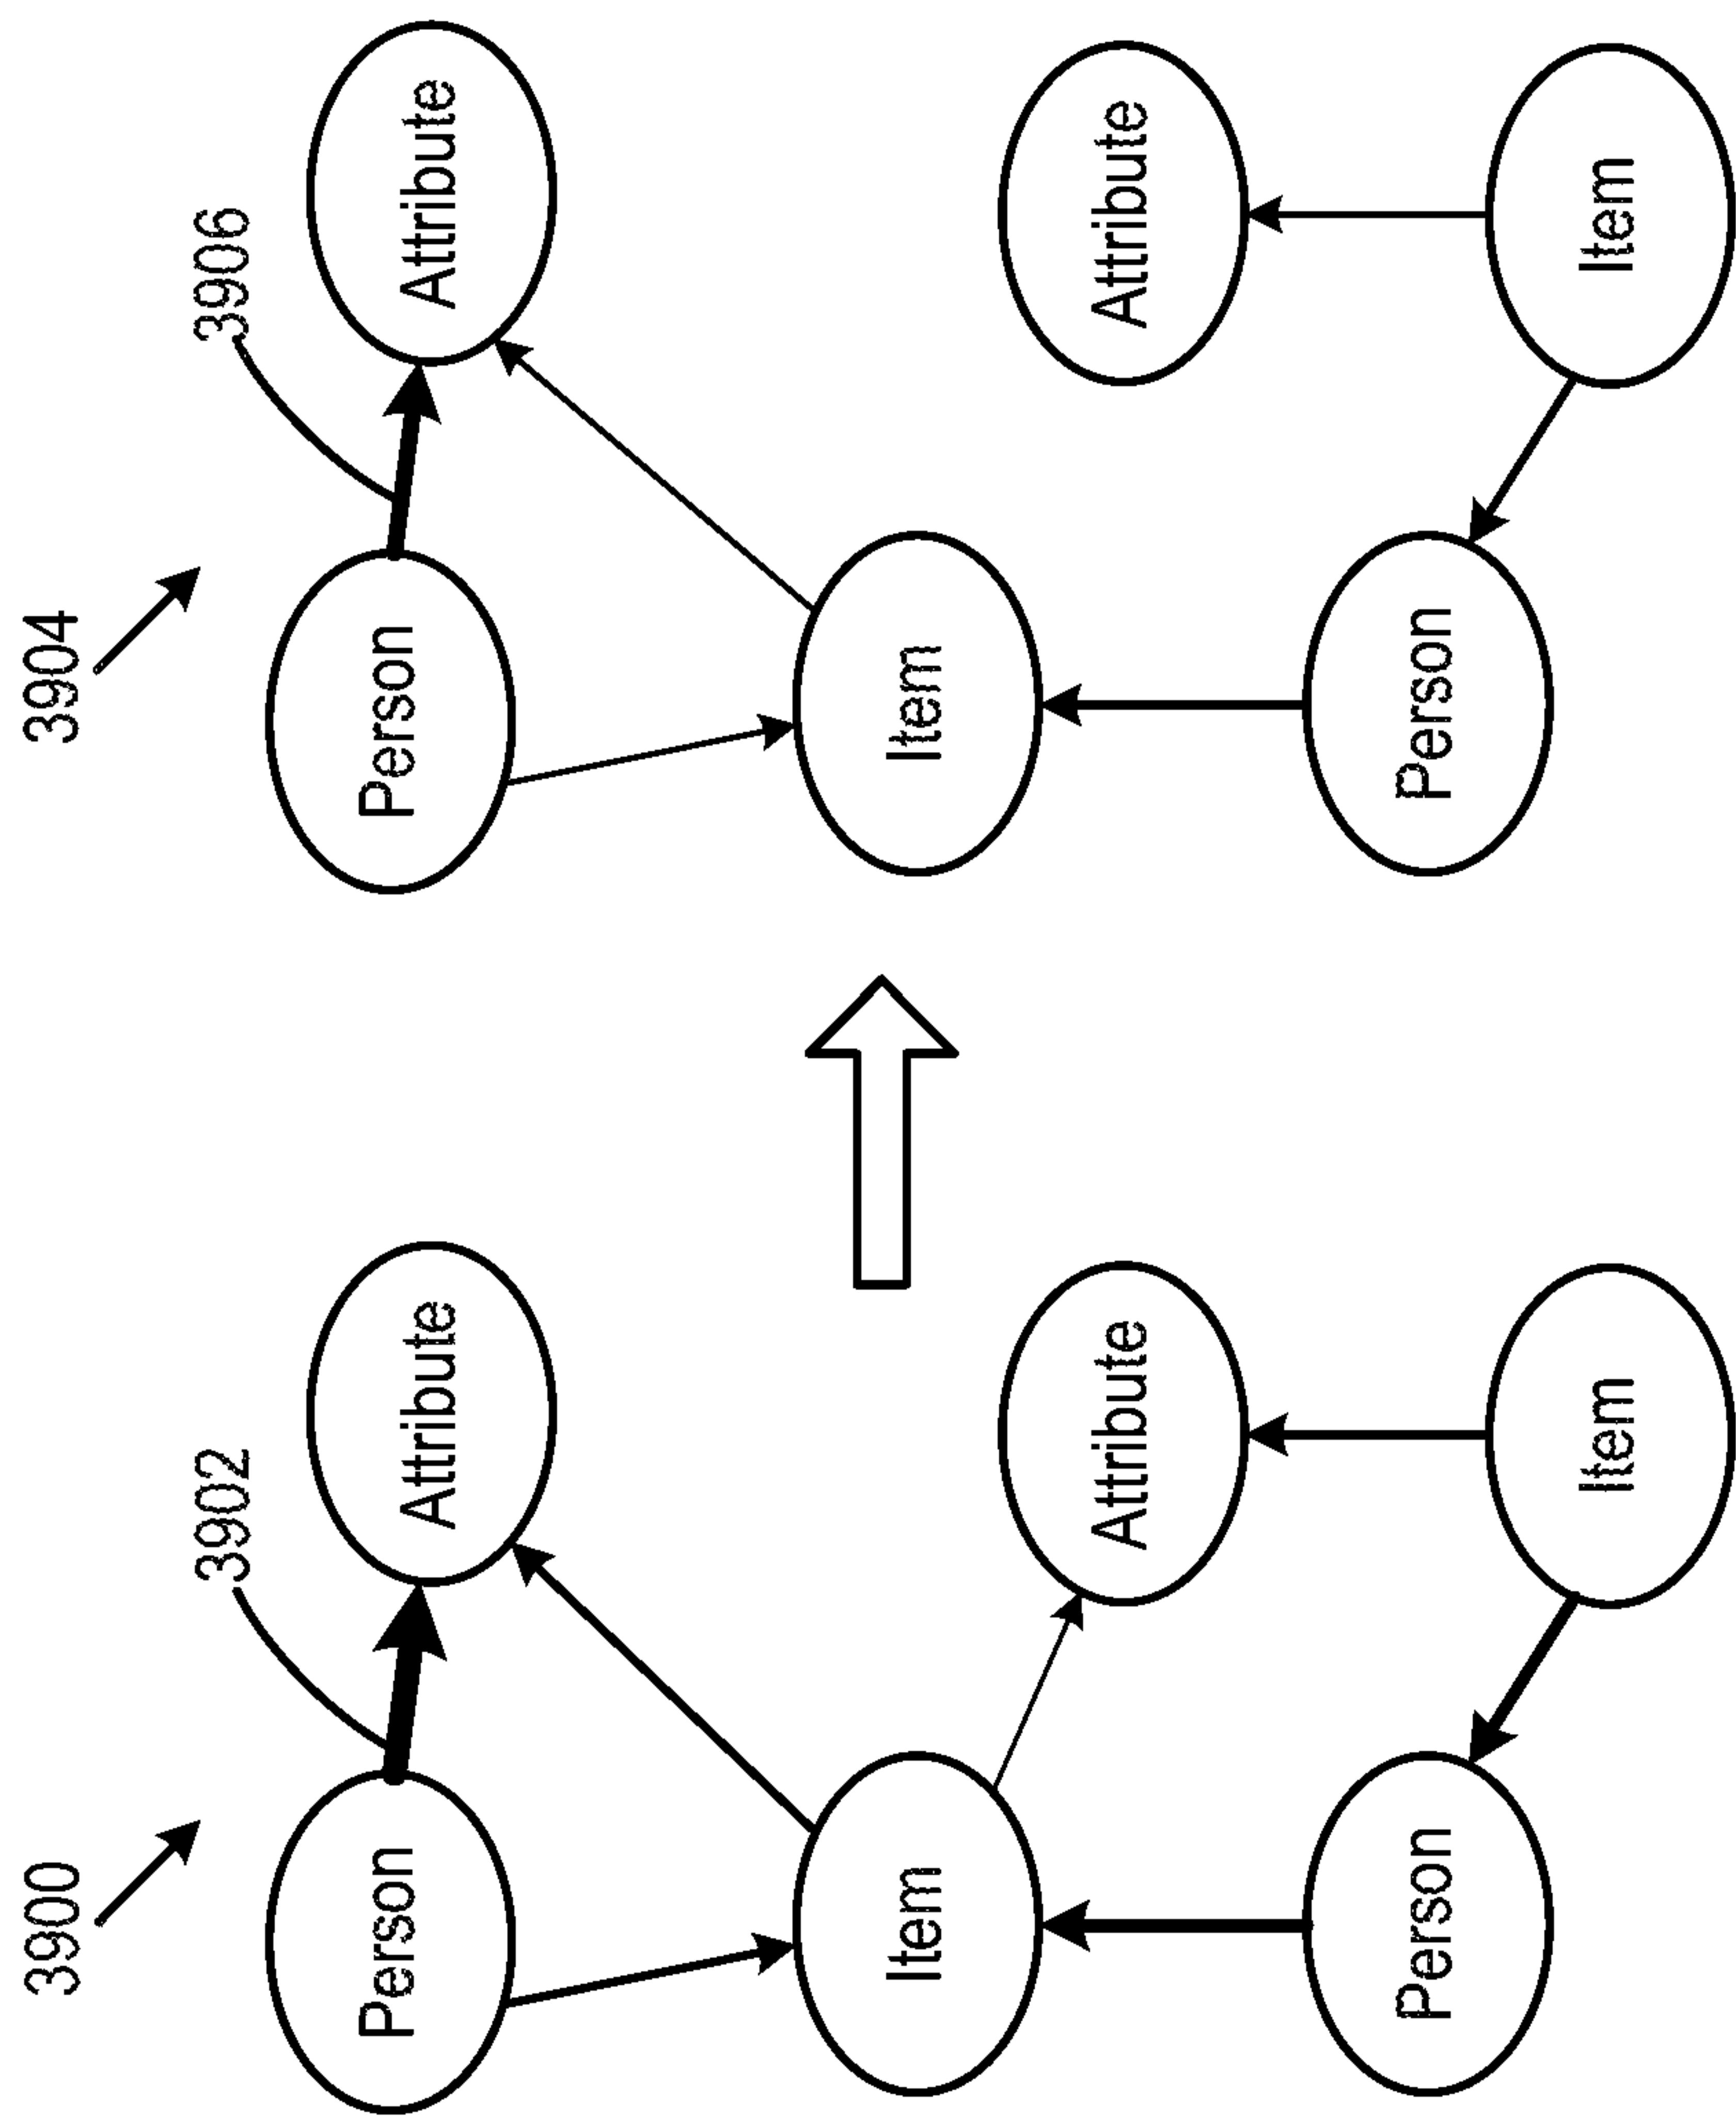 3900
3904
3902
3906
Person
Attribute
Person
Attribute
Item
Item
Attribute
Attribute
Person
Person
Item
Item